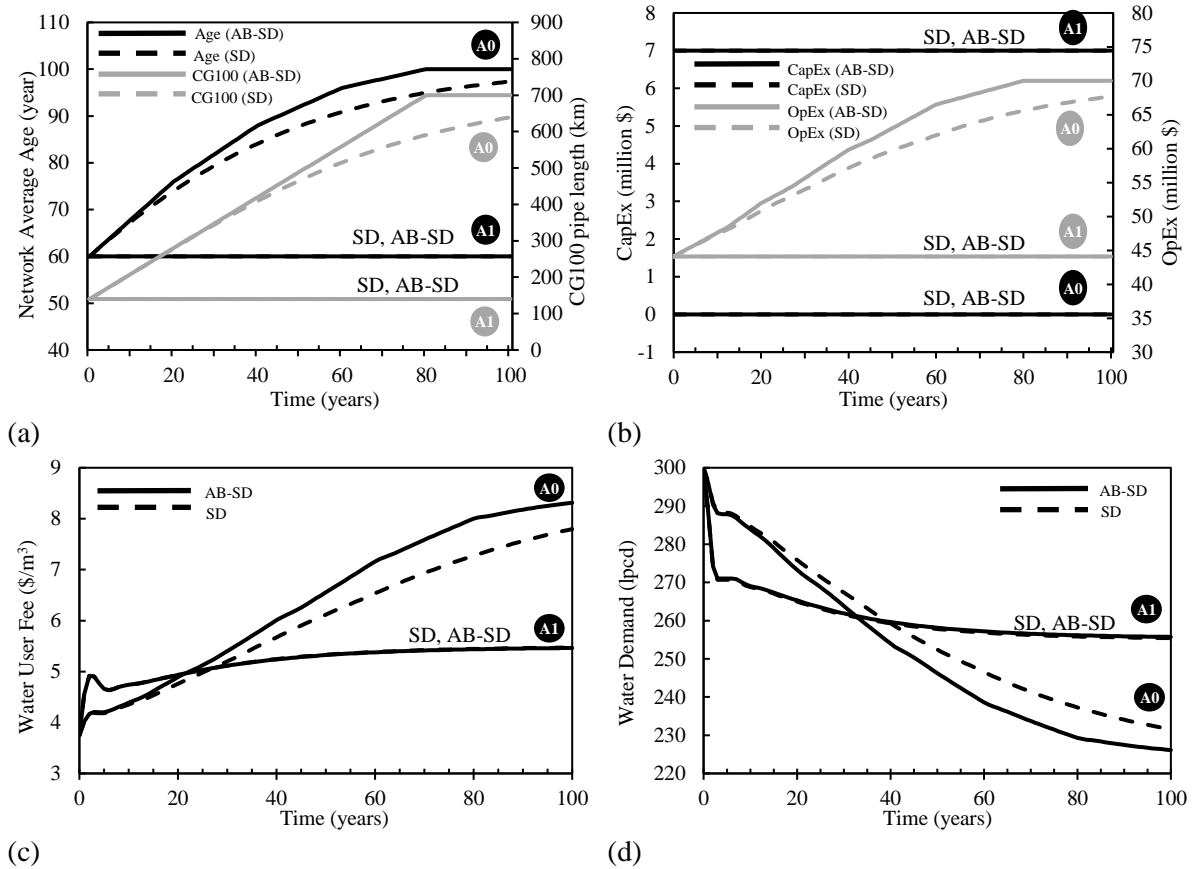 Age (AB-SD)
Age (SD)
CG100 (AB-SD)
CG100 (SD)
A0
A0
A1
A1
SD, AB-SD
SD, AB-SD
110
100
90
80
70
60
50
40
900
800
700
600
500
400
300
200
100
0
0 20 40 60 80 100
Network Average Age (year)
CG100 pipe length (km)
Time (years)
(a)
8
7
6
5
4
3
2
1
0
-1
80
75
70
65
60
55
50
45
40
35
30
0 20 40 60 80 100
SD, AB-SD
A1
CapEx (AB-SD)
CapEx (SD)
OpEx (AB-SD)
OpEx (SD)
A0
A1
SD, AB-SD
A0
SD, AB-SD
CapEx (million $)
OpEx (million $)
Time (years)
(b)
9
8
7
6
5
4
3
0 20 40 60 80 100
AB-SD
SD
A0
A1
SD, AB-SD
Water User Fee ($/m³)
Time (years)
(c)
300
290
280
270
260
250
240
230
220
0 20 40 60 80 100
AB-SD
SD
A1
SD, AB-SD
A0
Water Demand (lpcd)
Time (years)
(d)